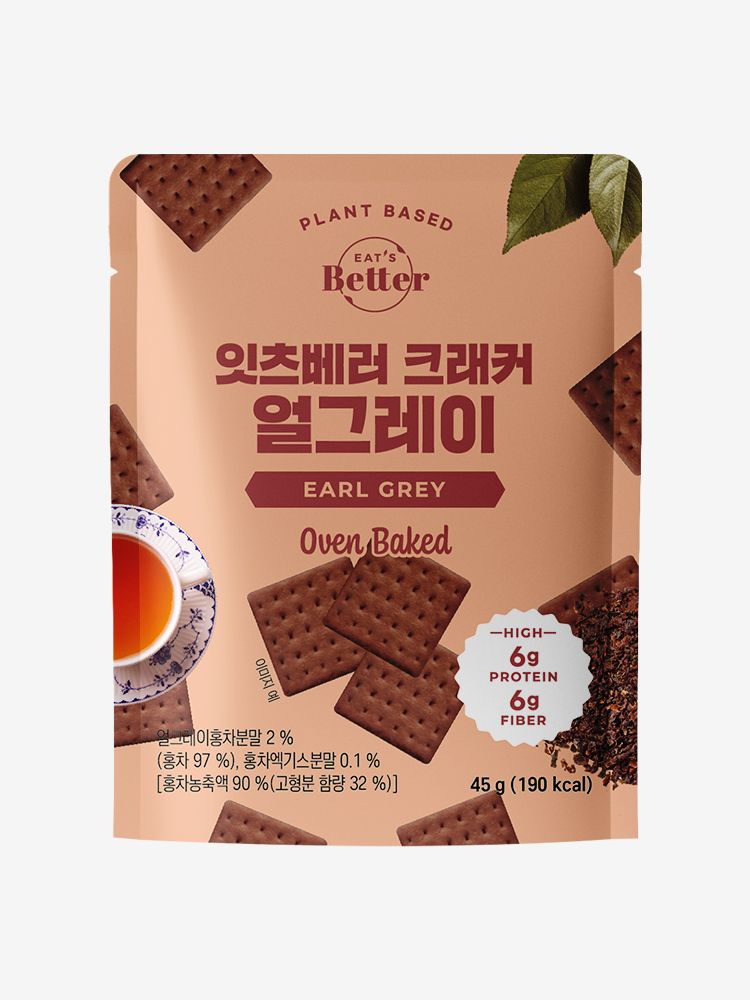 PLANT BASED
EAT'S
Better
잇츠베러 크래커
얼그레이
EARL GREY
Oven Baked
이미지 예
HIGH
6g
PROTEIN
6g
FIBER
얼그레이홍차분말 2 %
(홍차 97 %), 홍차엑기스분말 0.1 %
[홍차농축액 90 %(고형분 함량 32 %)]
45 g (190 kcal)